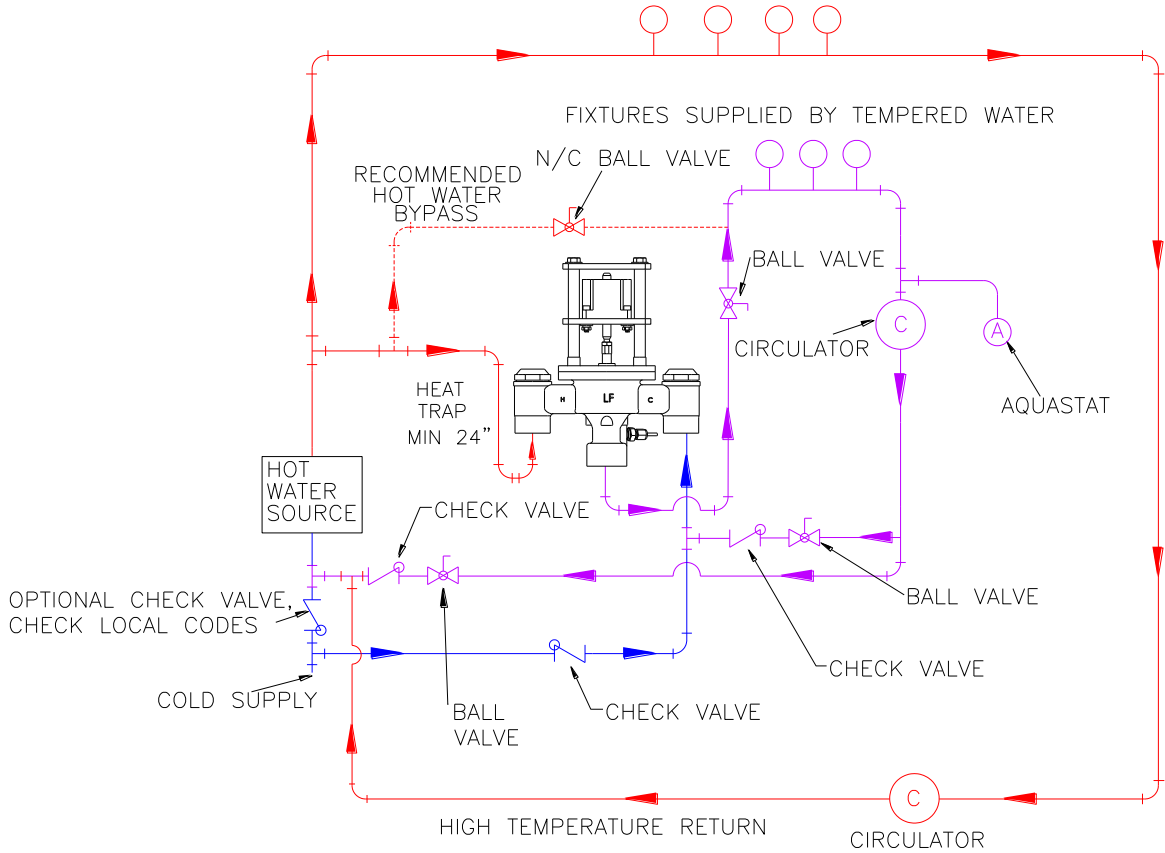 FIXTURES SUPPLIED BY TEMPERED WATER
N/C BALL VALVE
RECOMMENDED
HOT WATER
BYPASS
BALL VALVE
C
CIRCULATOR
A
AQUASTAT
HEAT
TRAP
MIN 24"
H
LF
C
HOT
WATER
SOURCE
CHECK VALVE
OPTIONAL CHECK VALVE,
CHECK LOCAL CODES
BALL VALVE
CHECK VALVE
COLD SUPPLY
BALL
VALVE
CHECK VALVE
C
HIGH TEMPERATURE RETURN
CIRCULATOR